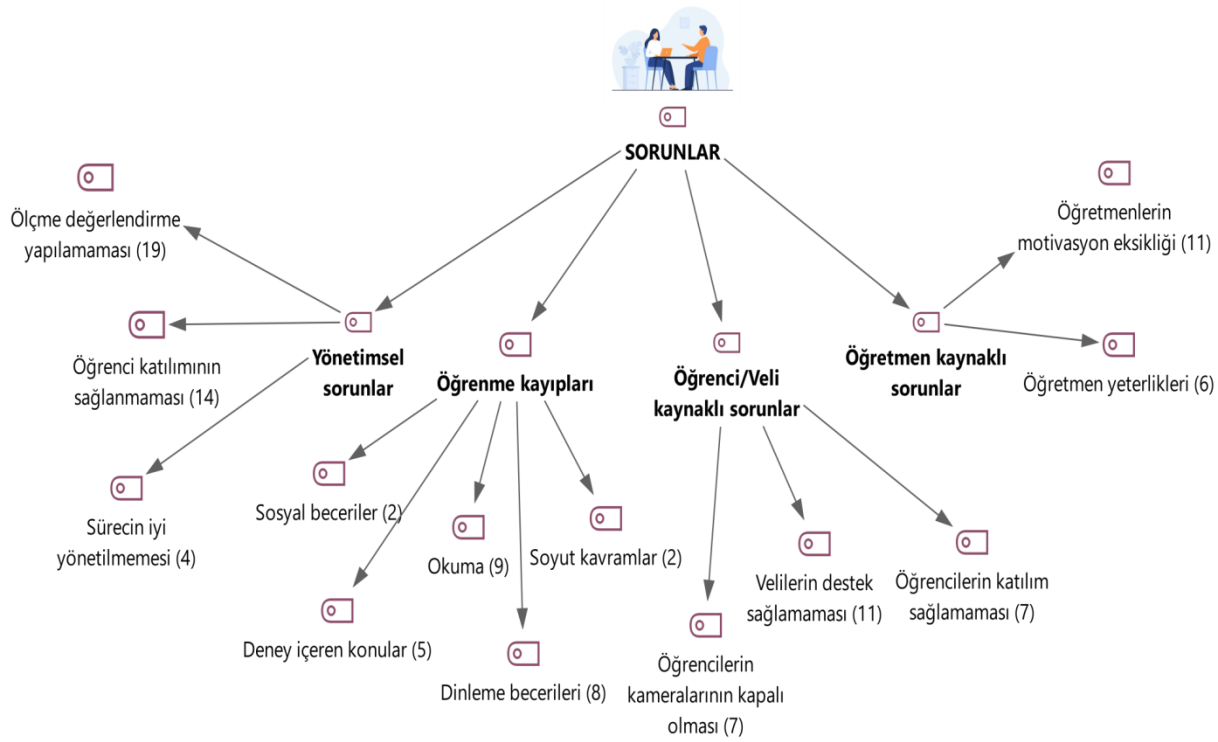 SORUNLAR
Ölçme değerlendirme
yapılamaması (19)
Öğretmenlerin
motivasyon eksikliği (11)
Öğrenci katılımının
sağlanmaması (14)
Yönetimsel
sorunlar
Öğrenme kayıpları
Öğrenci/Veli
kaynaklı sorunlar
Öğretmen kaynaklı
sorunlar
Öğretmen yeterlikleri (6)
Sürecin iyi
yönetilmemesi (4)
Sosyal beceriler (2)
Okuma (9)
Soyut kavramlar (2)
Velilerin destek
sağlamaması (11)
Öğrencilerin katılım
sağlamaması (7)
Deney içeren konular (5)
Dinleme becerileri (8)
Öğrencilerin
kameralarının kapalı
olması (7)